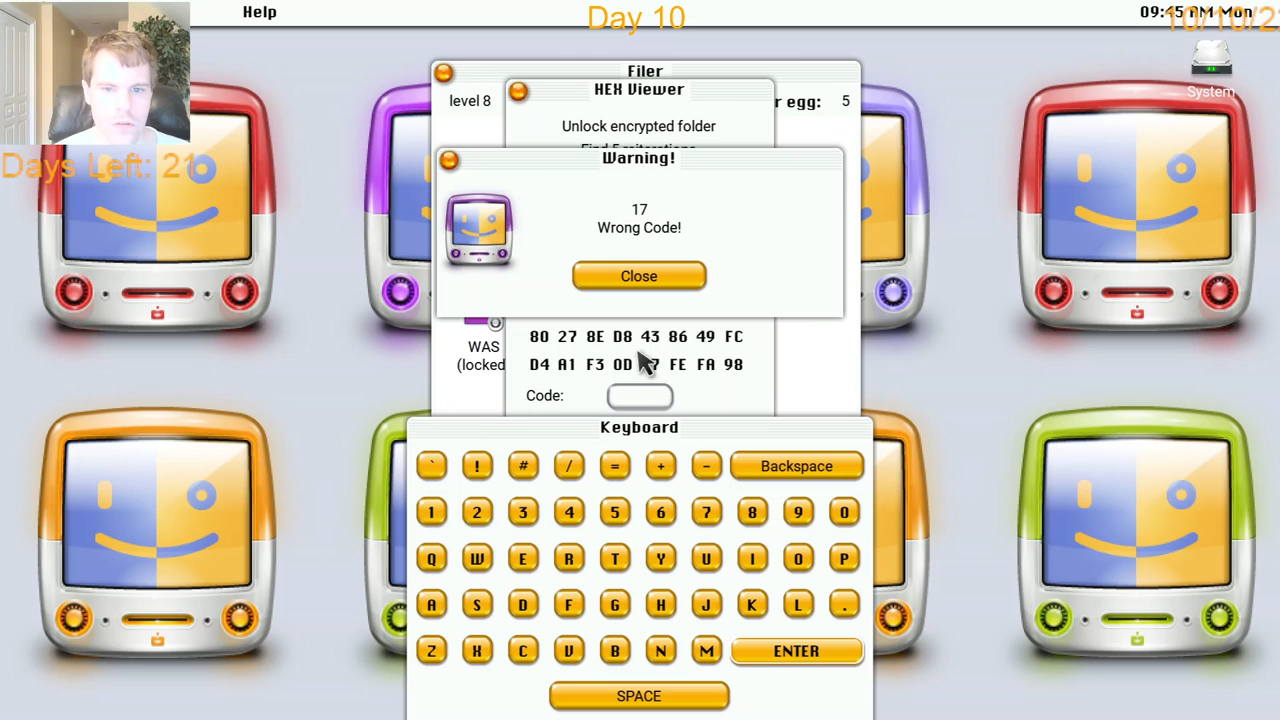 Help
Day 10
09:45 AM Mon
Days Left: 21
System
Filer
level 8
r egg: 5
HEX Viewer
Unlock encrypted folder
Warning!
17
Wrong Code!
Close
WAS
(locked
80 27 8E D8 43 86 49 FC
D4 A1 F3 0D FE FA 98
Code:
Keyboard
` ! # / = + - Backspace
1 2 3 4 5 6 7 8 9 0
Q W E R T Y U I O P
A S D F G H J K L .
Z X C V B N M ENTER
SPACE